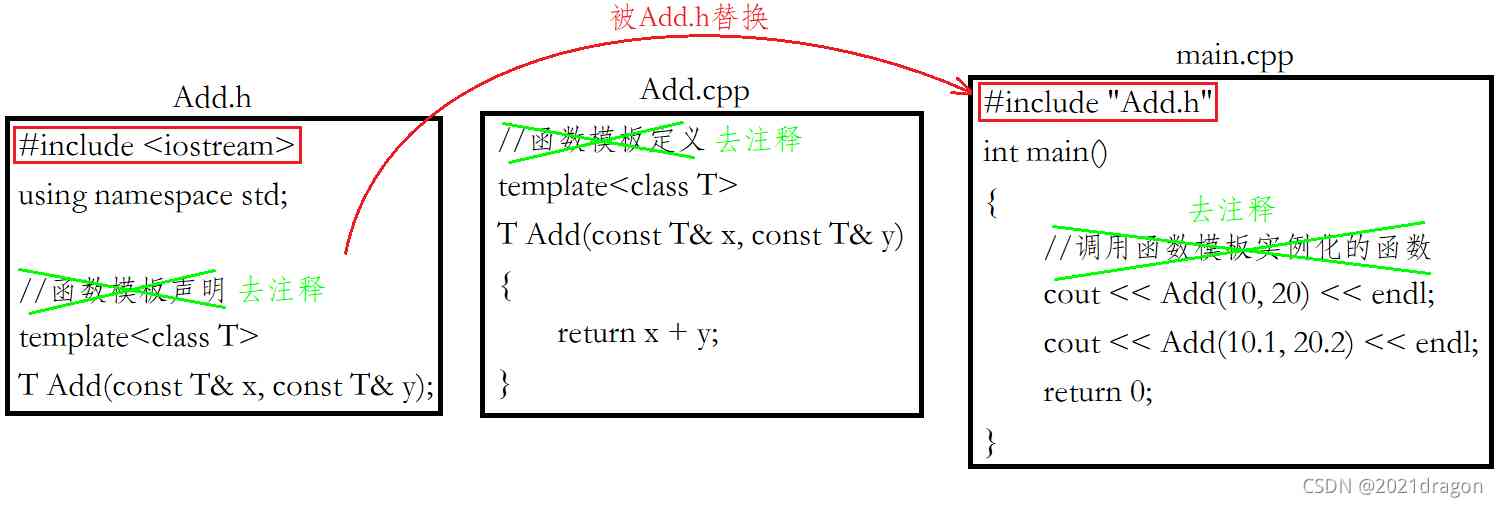 被Add.h替换
Add.h
#include <iostream>
using namespace std;
//函数模板声明 去注释
template<class T>
T Add(const T& x, const T& y);
Add.cpp
//函数模板定义 去注释
template<class T>
T Add(const T& x, const T& y)
{
return x + y;
}
main.cpp
#include "Add.h"
int main()
{
去注释
//调用函数模板实例化的函数
cout << Add(10, 20) << endl;
cout << Add(10.1, 20.2) << endl;
return 0;
}
CSDN @2021dragon